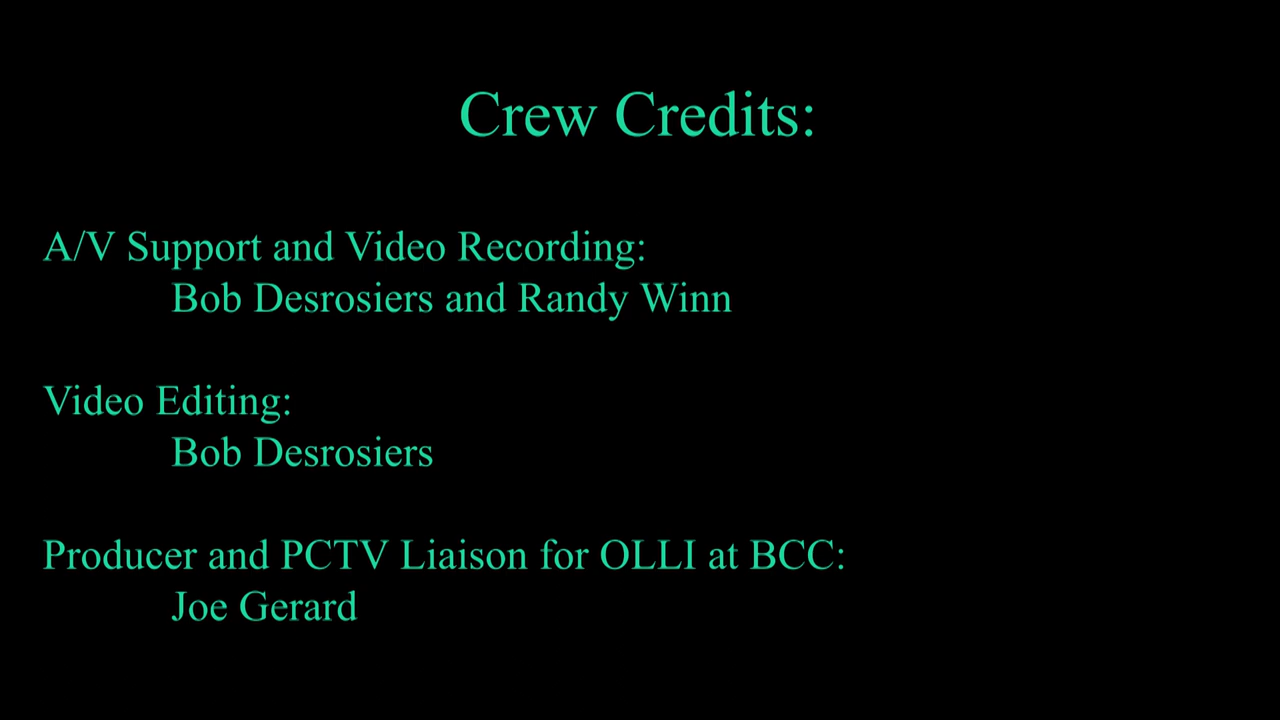 Crew Credits:
A/V Support and Video Recording:
Bob Desrosiers and Randy Winn
Video Editing:
Bob Desrosiers
Producer and PCTV Liaison for OLLI at BCC:
Joe Gerard